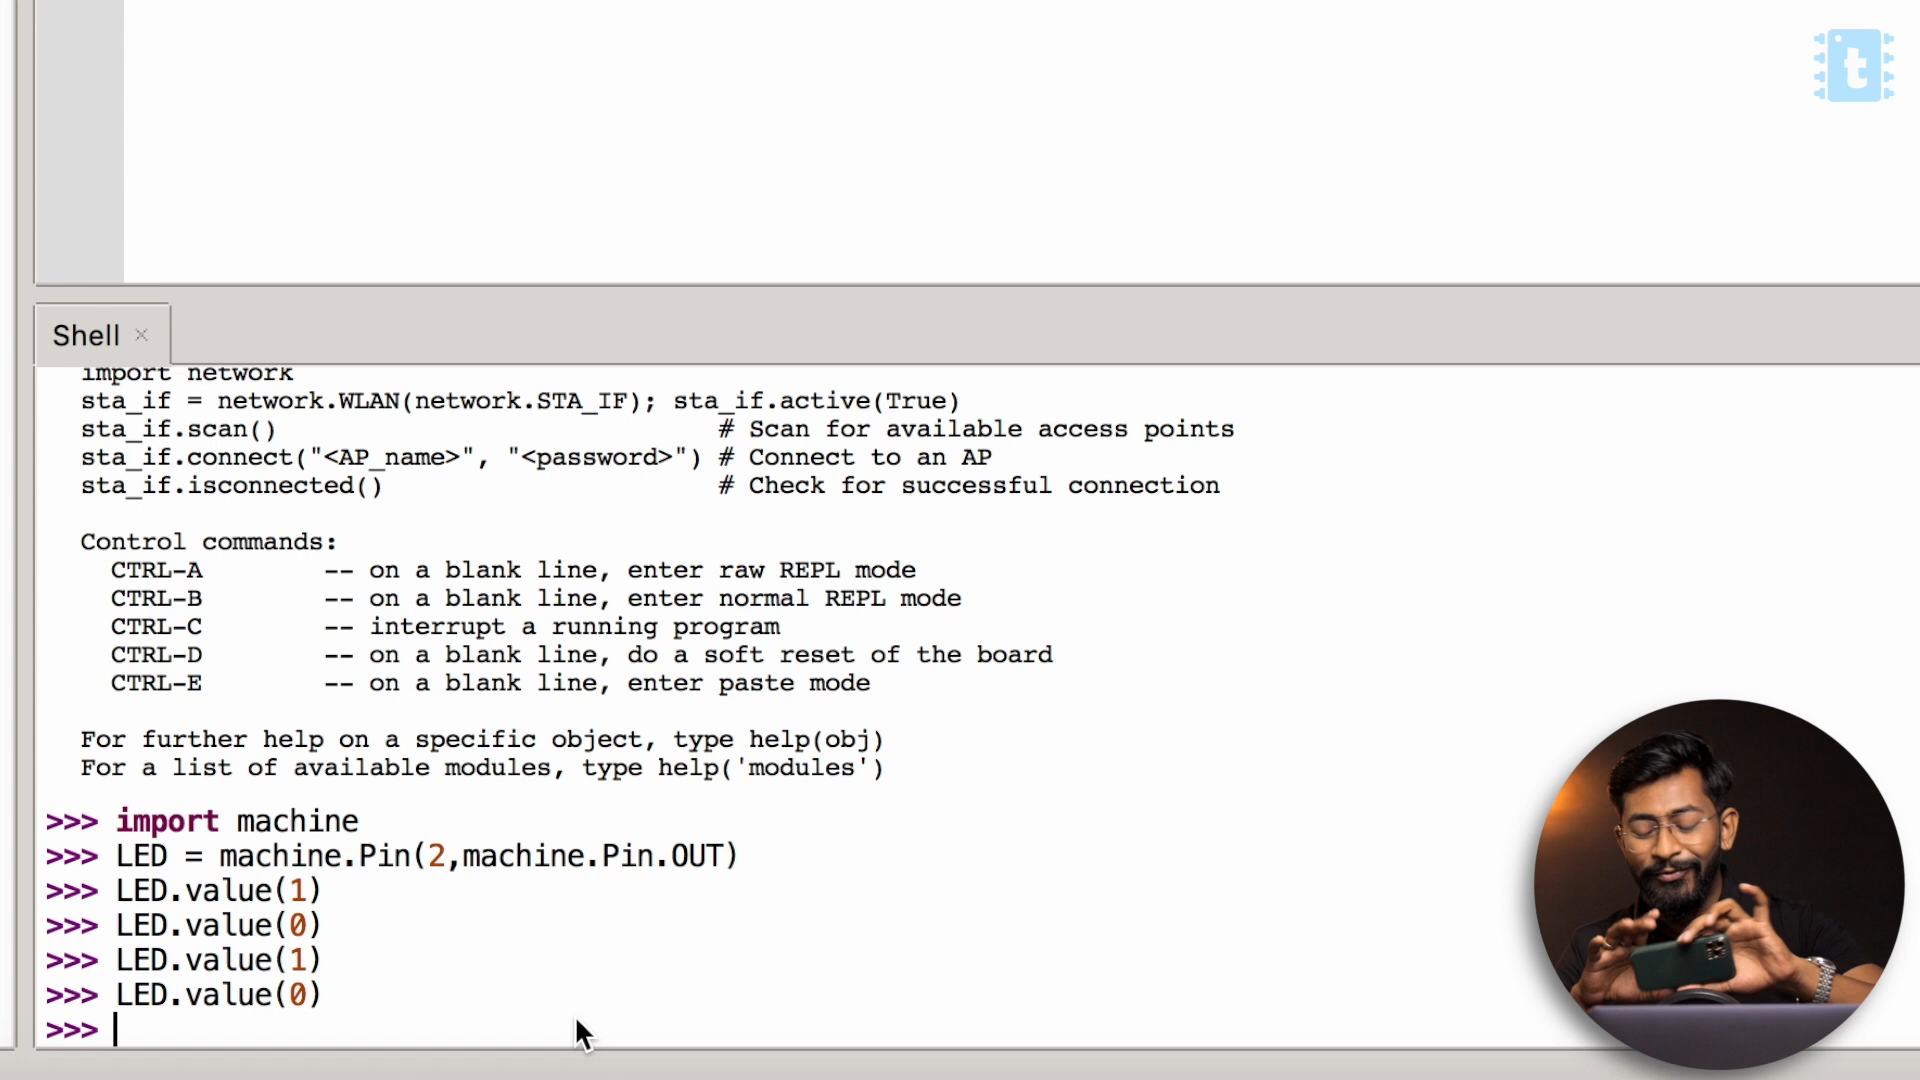 t
Shell ×
import network
sta_if = network.WLAN(network.STA_IF); sta_if.active(True)
sta_if.scan() # Scan for available access points
sta_if.connect("<AP_name>", "<password>") # Connect to an AP
sta_if.isconnected() # Check for successful connection
Control commands:
CTRL-A -- on a blank line, enter raw REPL mode
CTRL-B -- on a blank line, enter normal REPL mode
CTRL-C -- interrupt a running program
CTRL-D -- on a blank line, do a soft reset of the board
CTRL-E -- on a blank line, enter paste mode
For further help on a specific object, type help(obj)
For a list of available modules, type help('modules')
>>> import machine
>>> LED = machine.Pin(2,machine.Pin.OUT)
>>> LED.value(1)
>>> LED.value(0)
>>> LED.value(1)
>>> LED.value(0)
>>>